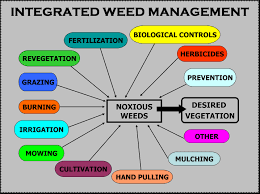 INTEGRATED WEED MANAGEMENT
BIOLOGICAL CONTROLS
FERTILIZATION
HERBICIDES
REVEGETATION
PREVENTION
GRAZING
BURNING
NOXIOUS
WEEDS
DESIRED
VEGETATION
IRRIGATION
OTHER
MOWING
MULCHING
CULTIVATION
HAND PULLING